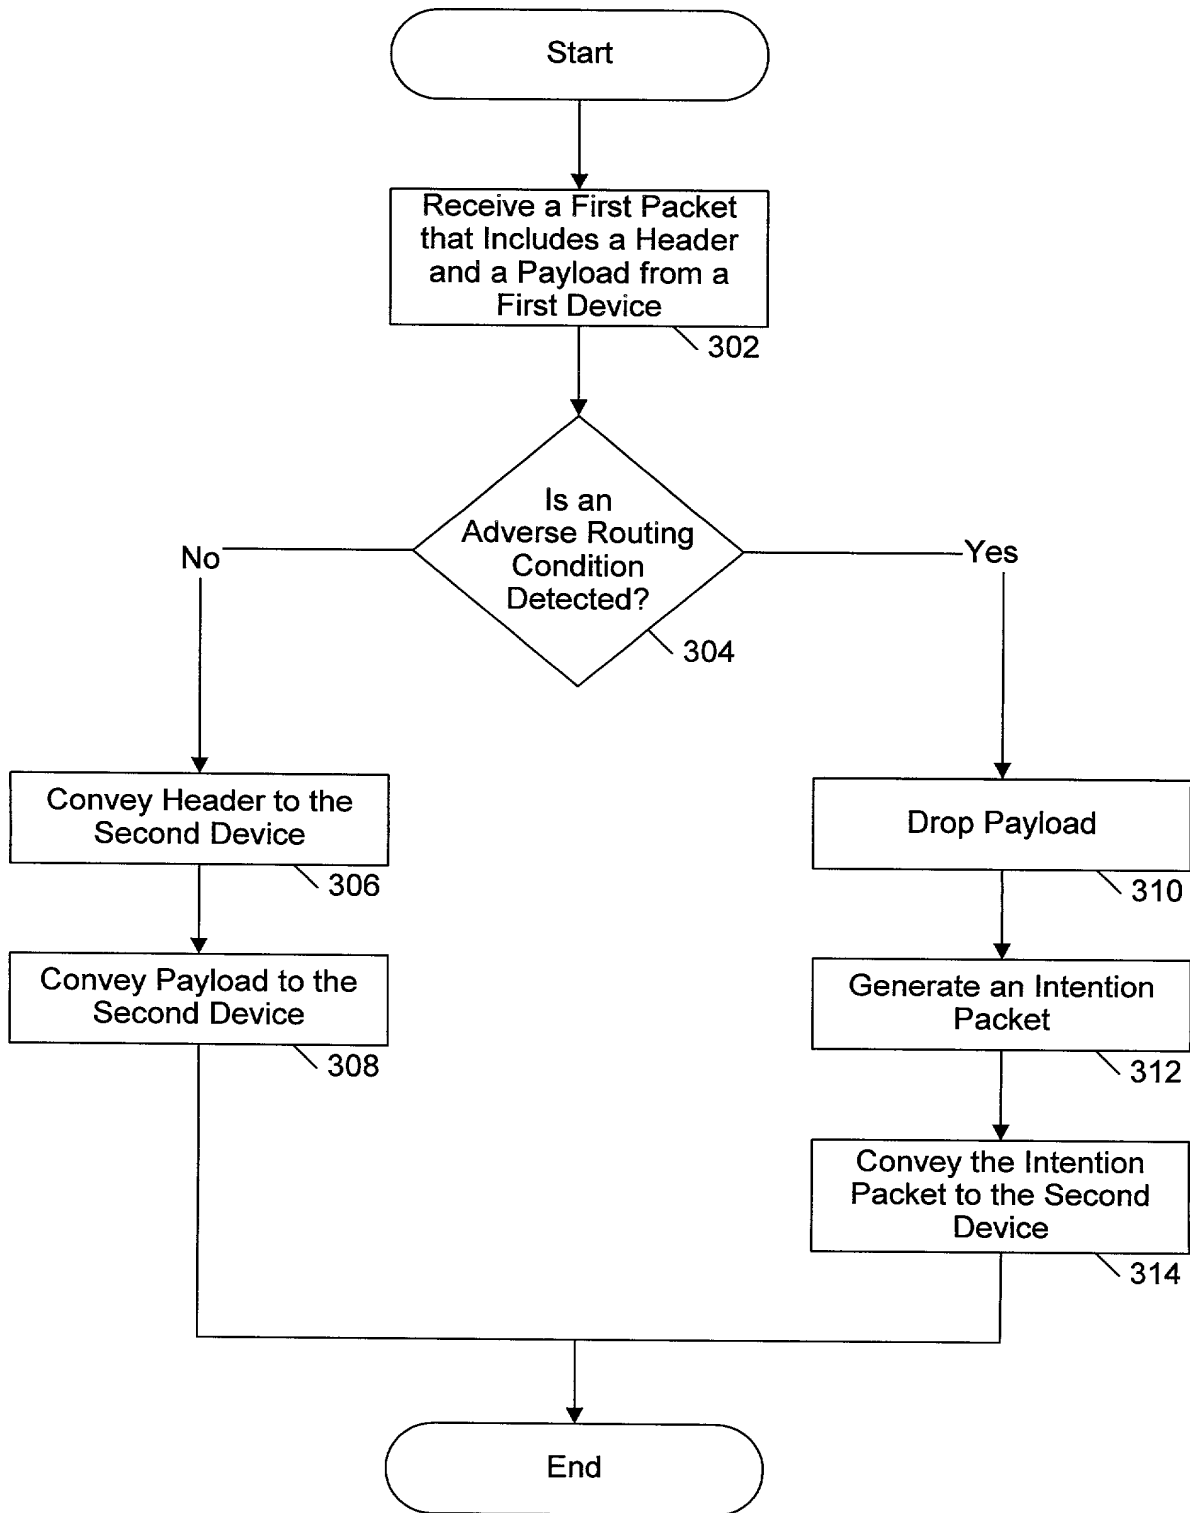 Start
Receive a First Packet
that Includes a Header
and a Payload from a
First Device
302
Is an
Adverse Routing
Condition
Detected?
304
No
Yes
Convey Header to the
Second Device
306
Convey Payload to the
Second Device
308
Drop Payload
310
Generate an Intention
Packet
312
Convey the Intention
Packet to the Second
Device
314
End